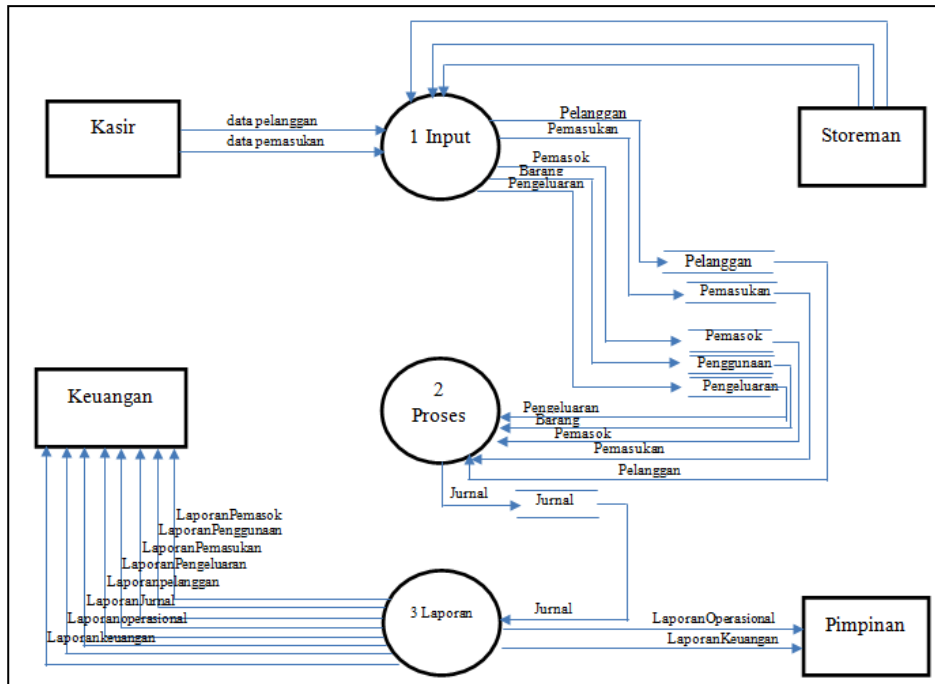 Kasir
data pelanggan
data pemasukan
1 Input
Pelanggan
Pemasukan
Pemasok
Barang
Pengeluaran
Storeman
Pelanggan
Pemasukan
Pemasok
Penggunaan
Pengeluaran
Keuangan
2
Proses
Pengeluaran
Barang
Pemasok
Pemasukan
Pelanggan
Jurnal
Jurnal
LaporanPemasok
LaporanPenggunaan
LaporanPemasukan
LaporanPengeluaran
Laporanpelanggan
LaporanJurnal
Laporanoperasional
Laporankeuangan
3 Laporan
Jurnal
LaporanOperasional
LaporanKeuangan
Pimpinan